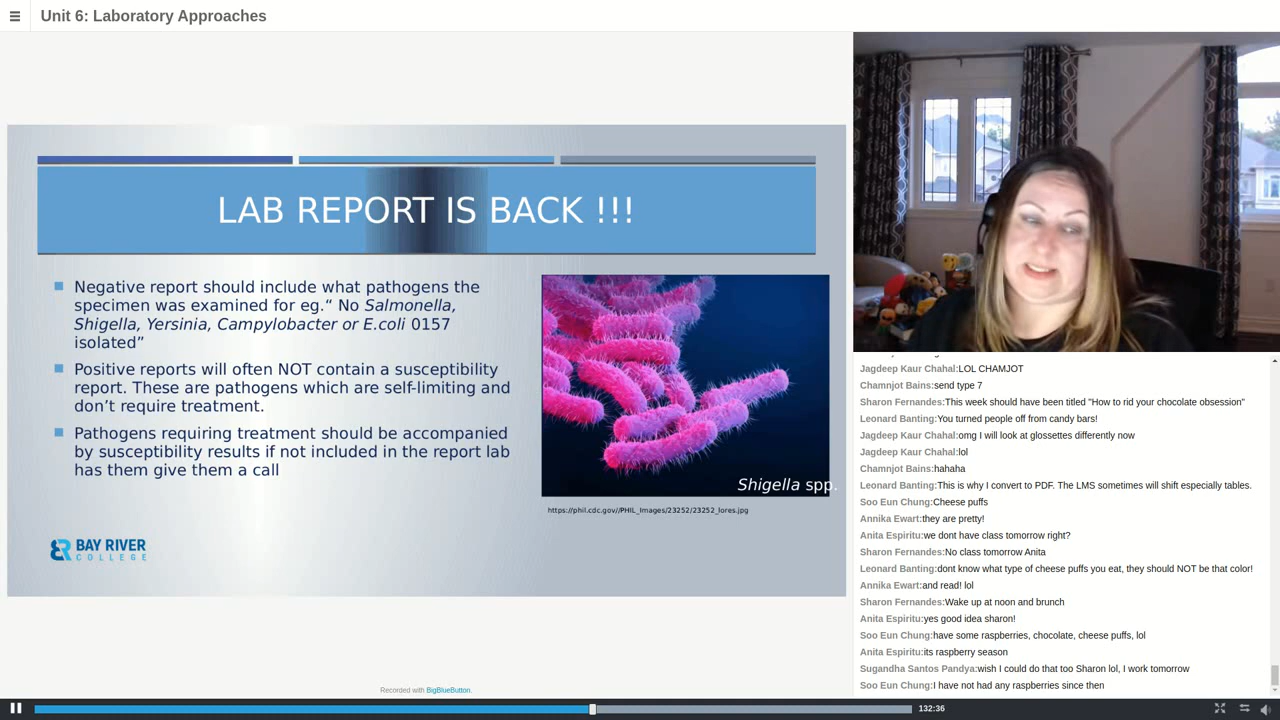 Unit 6: Laboratory Approaches
LAB REPORT IS BACK !!!
Negative report should include what pathogens the
specimen was examined for eg.“ No Salmonella,
Shigella, Yersinia, Campylobacter or E.coli 0157
isolated”
Positive reports will often NOT contain a susceptibility
report. These are pathogens which are self-limiting and
don’t require treatment.
Pathogens requiring treatment should be accompanied
by susceptibility results if not included in the report lab
has them give them a call
Shigella spp.
https://phil.cdc.gov//PHIL_Images/23252/23252_lores.jpg
BAY RIVER
COLLEGE
Recorded with BigBlueButton.
Jagdeep Kaur Chahal:LOL CHAMJOT
Chamnjot Bains:send type 7
Sharon Fernandes:This week should have been titled "How to rid your chocolate obsession"
Leonard Banting:You turned people off from candy bars!
Jagdeep Kaur Chahal:omg I will look at glossettes differently now
Jagdeep Kaur Chahal:lol
Chamnjot Bains:hahaha
Leonard Banting:This is why I convert to PDF. The LMS sometimes will shift especially tables.
Soo Eun Chung:Cheese puffs
Annika Ewart:they are pretty!
Anita Espiritu:we dont have class tomorrow right?
Sharon Fernandes:No class tomorrow Anita
Leonard Banting:dont know what type of cheese puffs you eat, they should NOT be that color!
Annika Ewart:and read! lol
Sharon Fernandes:Wake up at noon and brunch
Anita Espiritu:yes good idea sharon!
Soo Eun Chung:have some raspberries, chocolate, cheese puffs, lol
Anita Espiritu:its raspberry season
Sugandha Santos Pandya:wish I could do that too Sharon lol, I work tomorrow
Soo Eun Chung:I have not had any raspberries since then
132:36